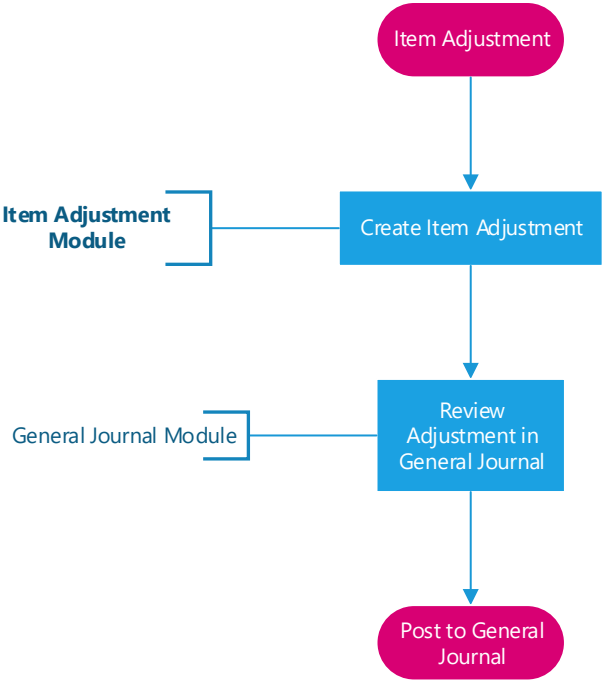 Item Adjustment
Item Adjustment
Module
Create Item Adjustment
General Journal Module
Review
Adjustment in
General Journal
Post to General
Journal